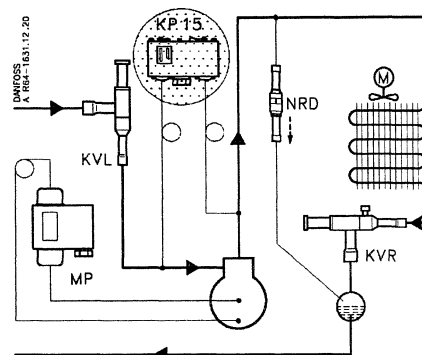 DANFOSS
A R64-1631.12.20
KP 15
KVL
NRD
M
MP
KVR